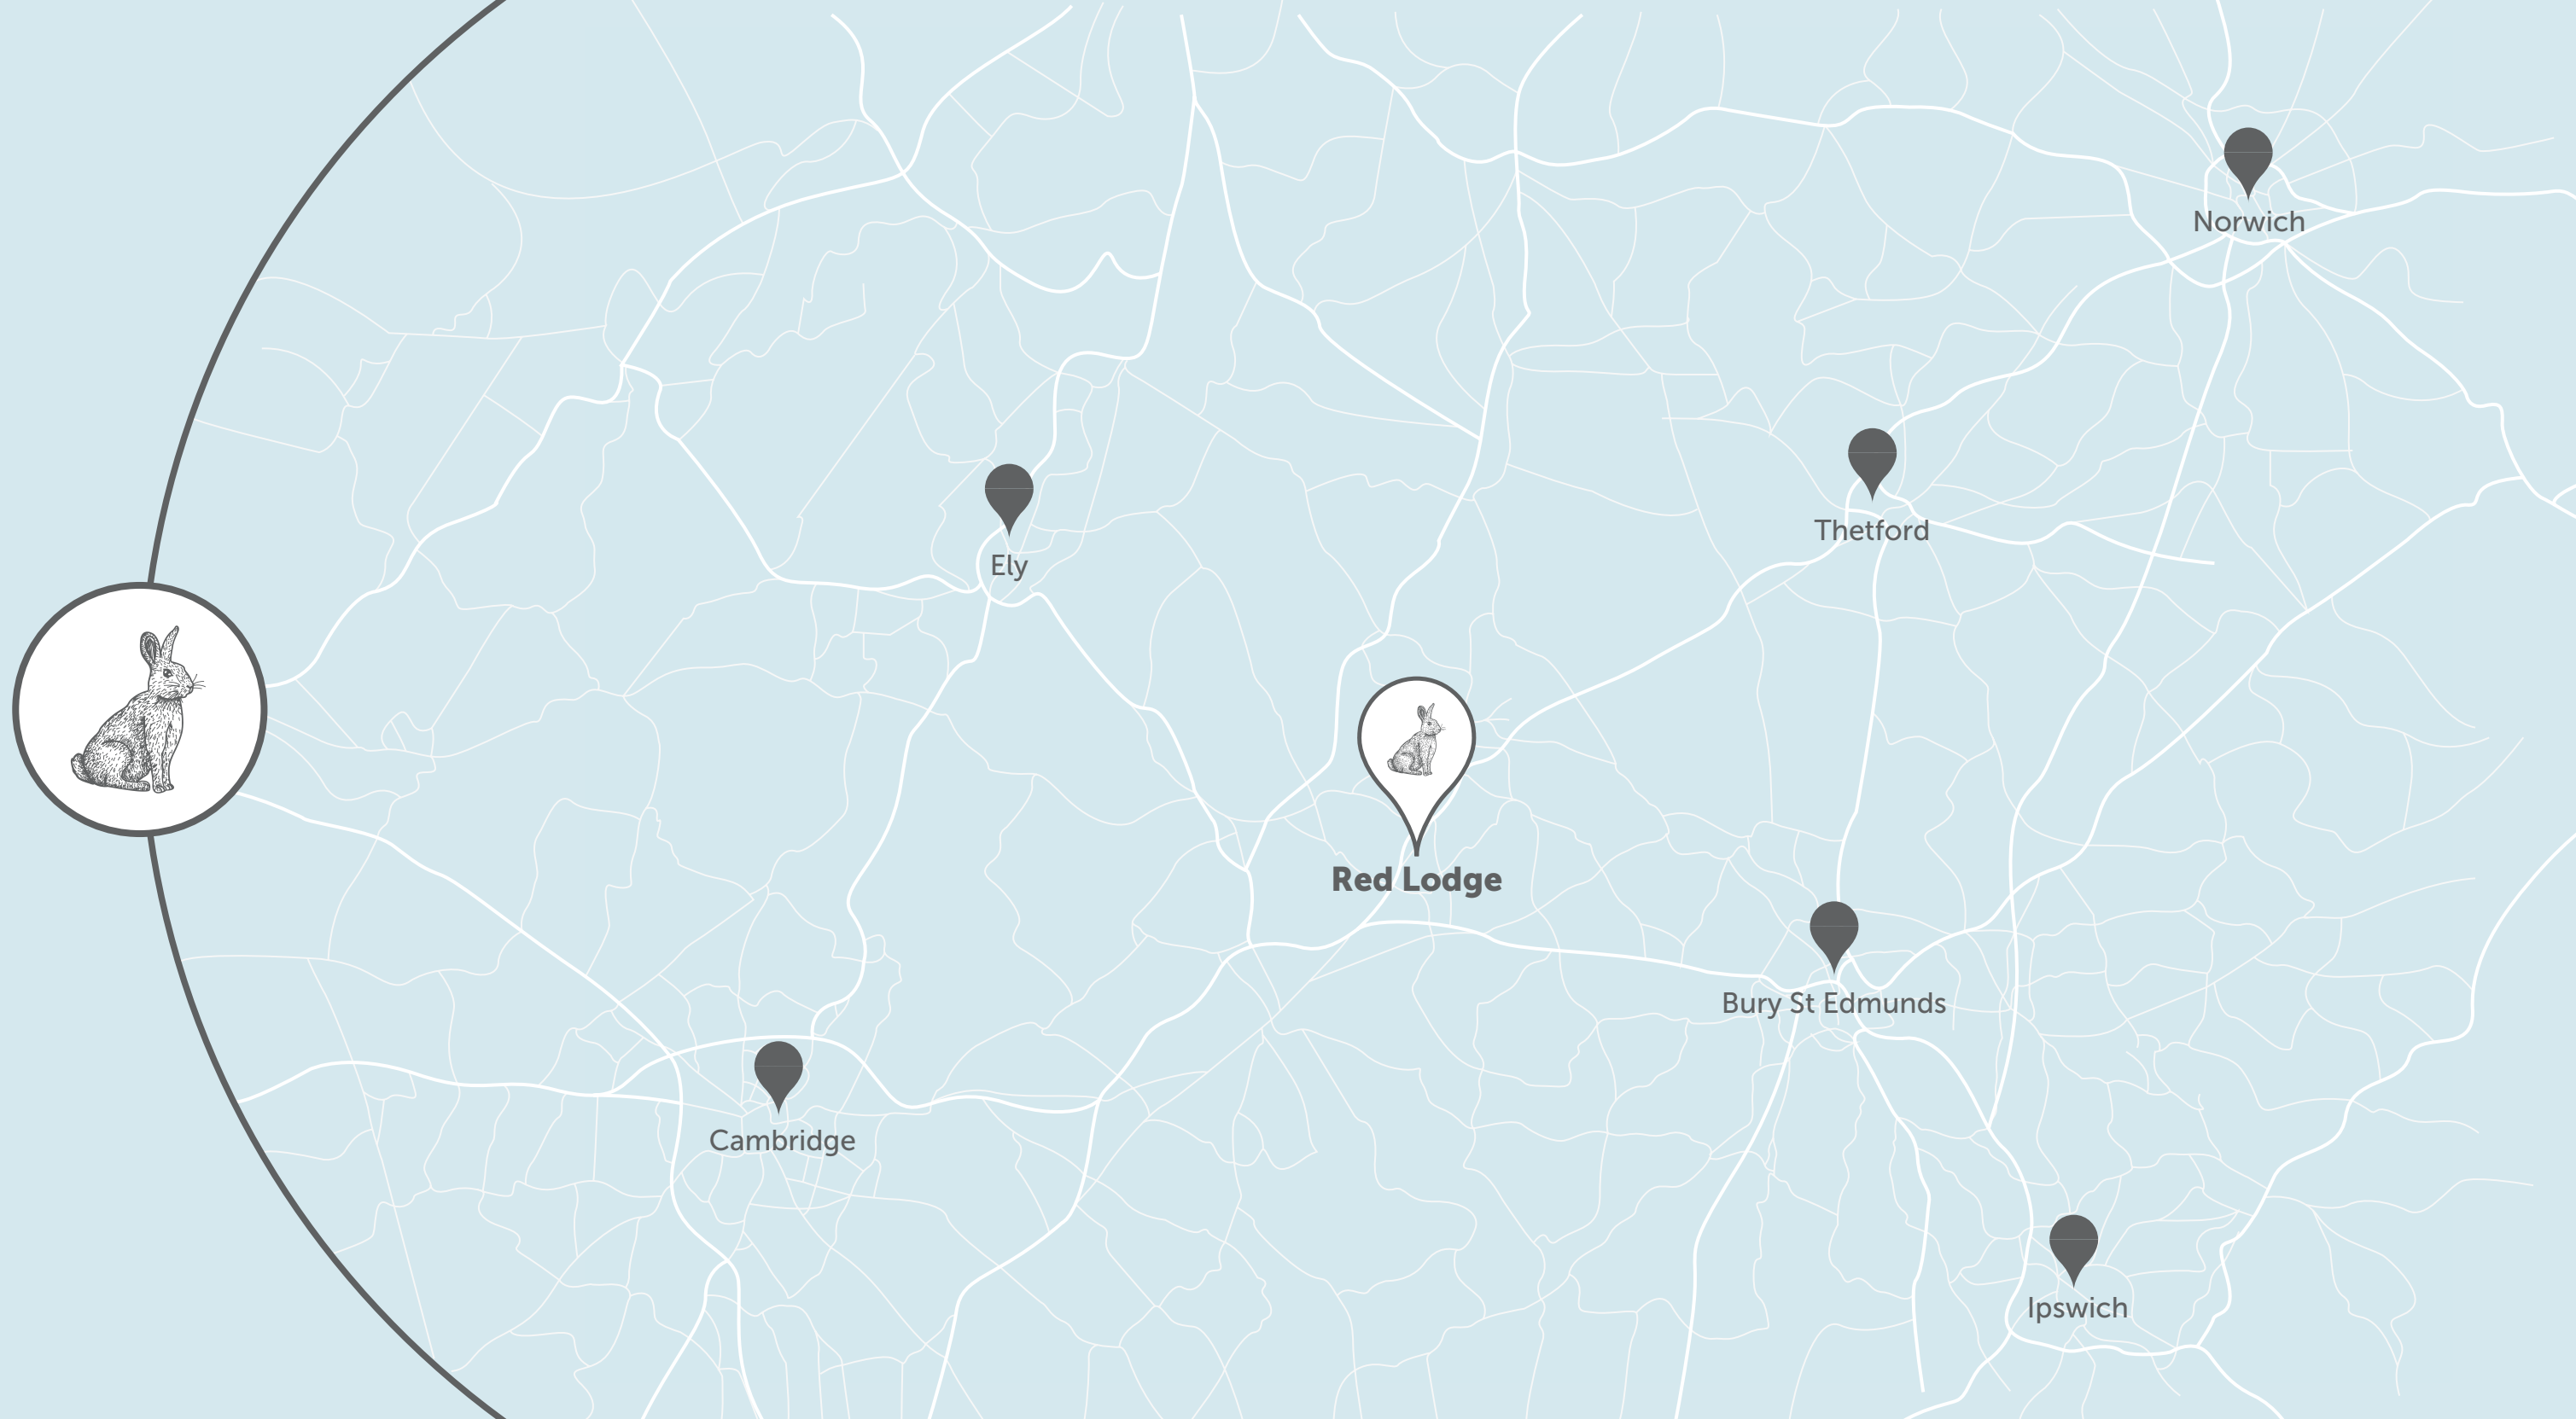 Norwich
Thetford
Ely
Red Lodge
Bury St Edmunds
Cambridge
Ipswich